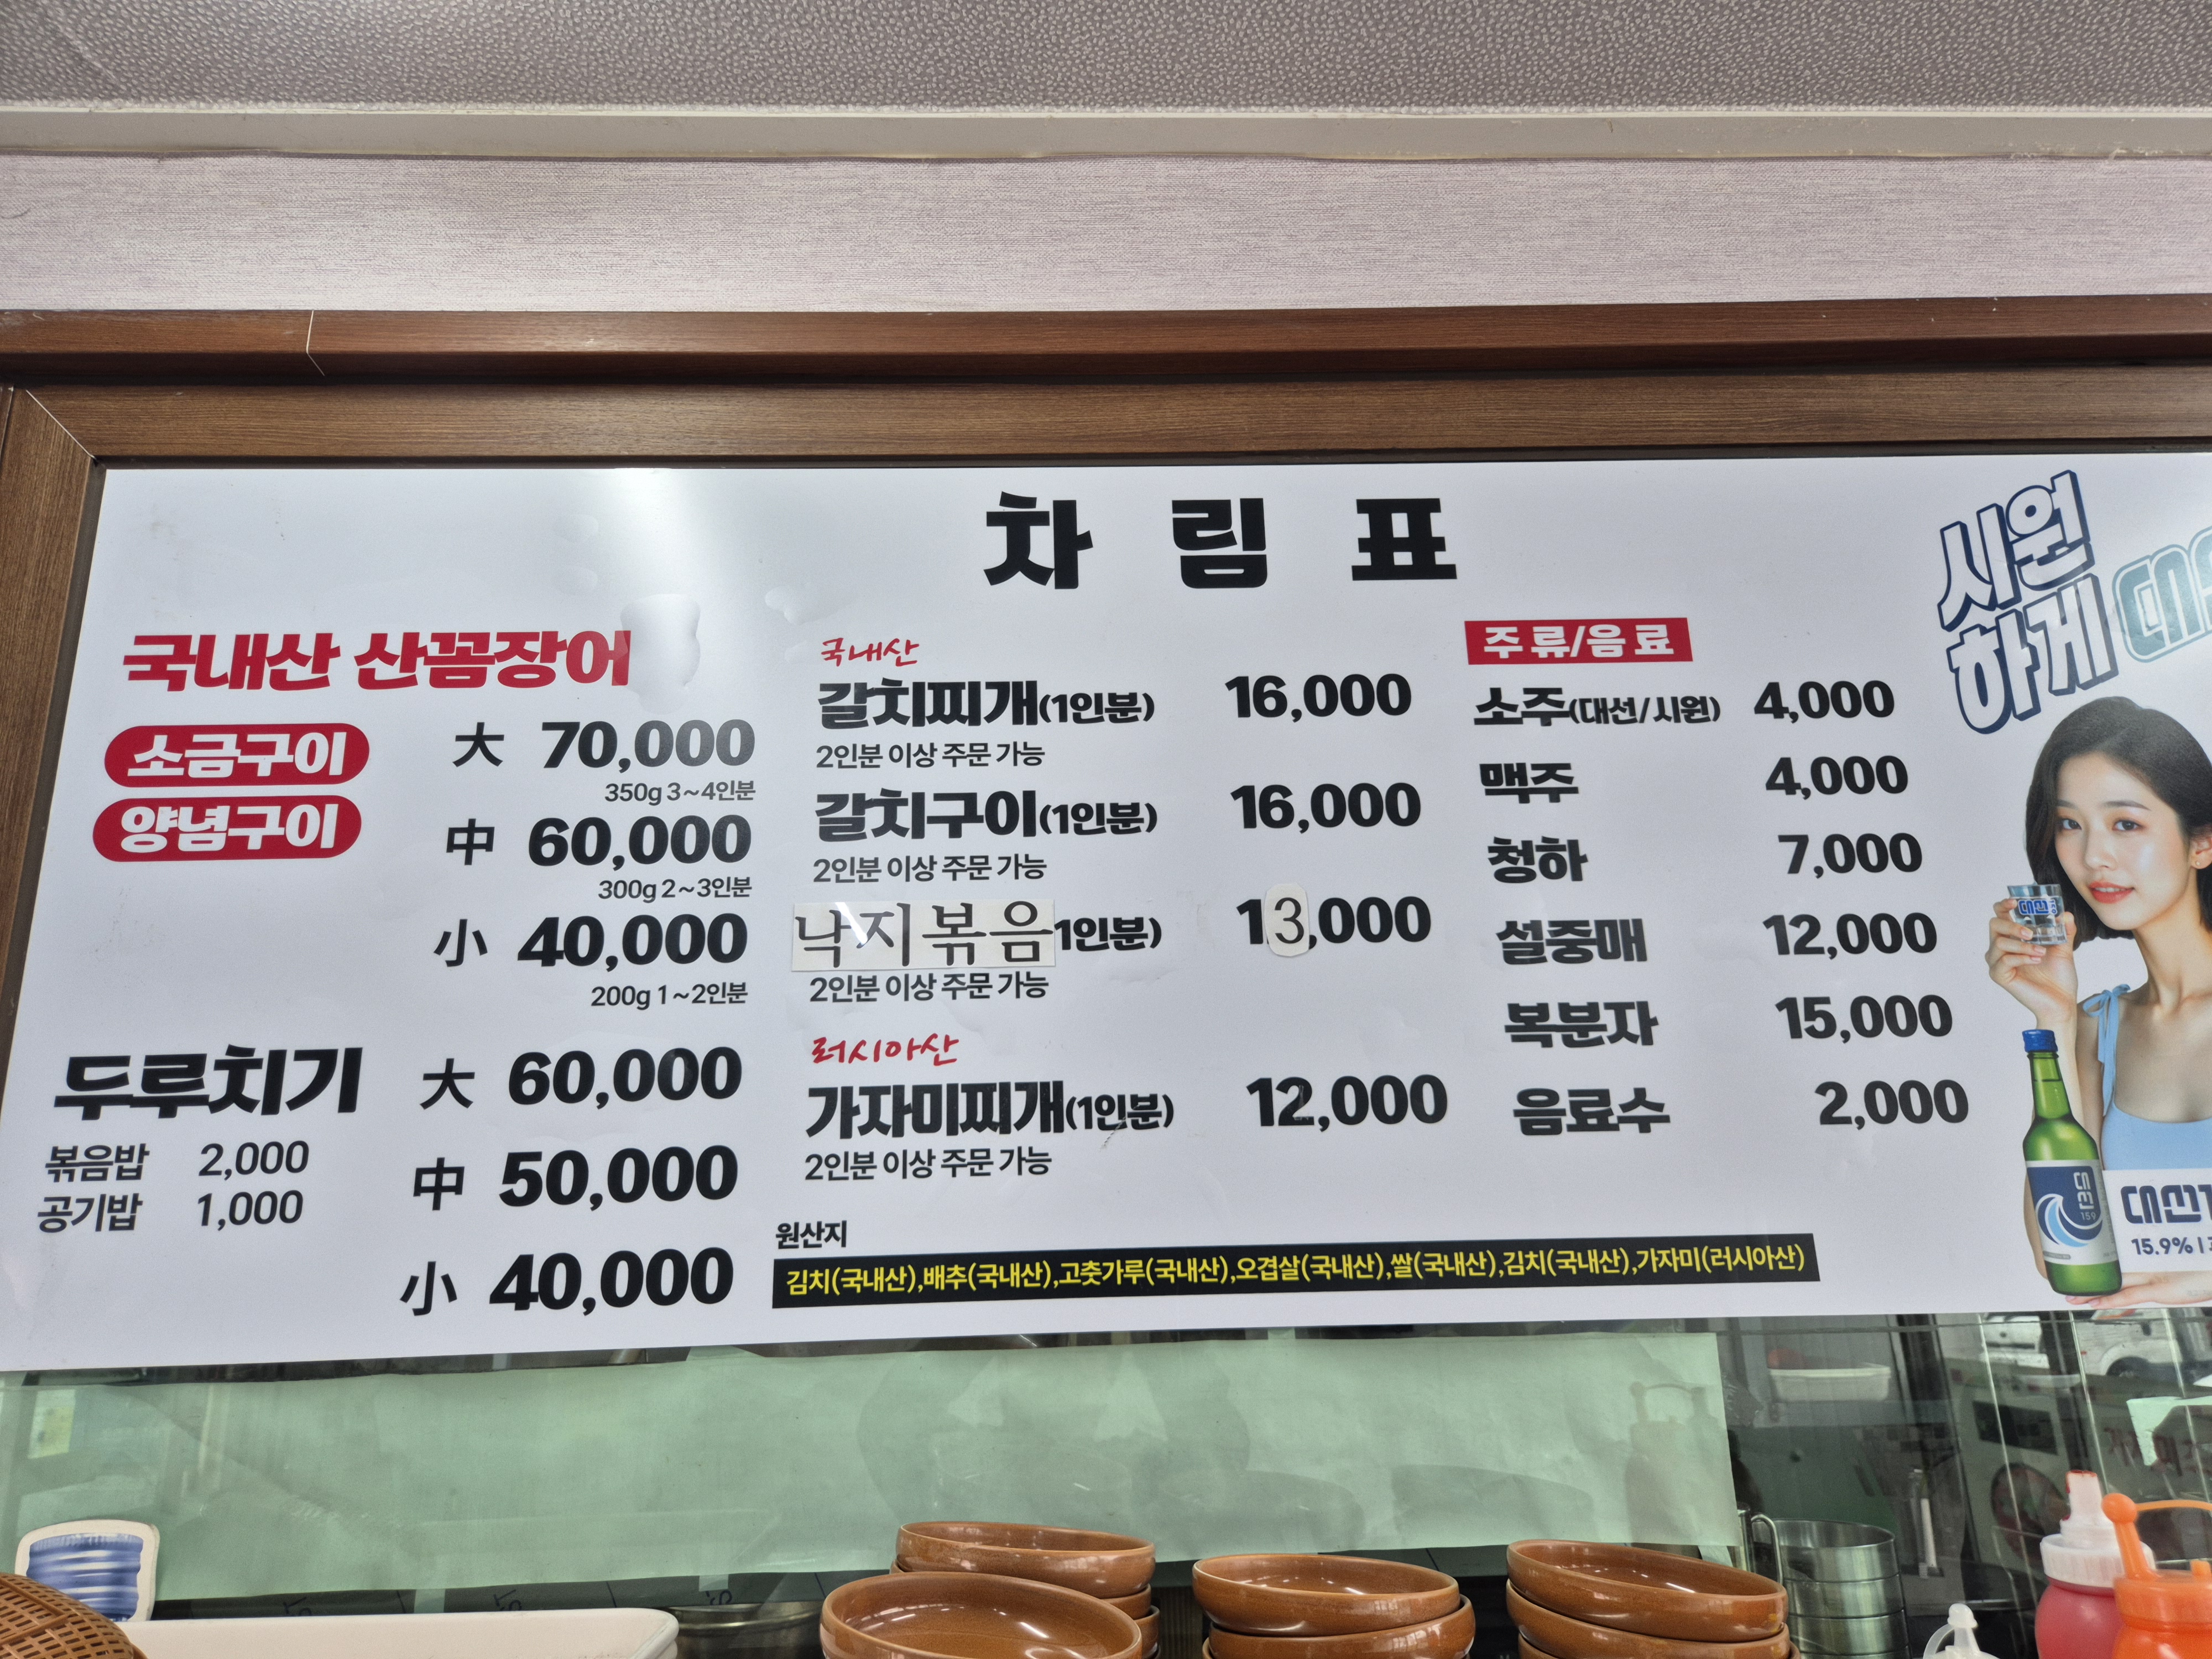 차림표
국내산 산꼼장어
소금구이
양념구이
大 70,000
350g 3~4인분
中 60,000
300g 2~3인분
小 40,000
200g 1~2인분
두루치기
大 60,000
中 50,000
小 40,000
볶음밥 2,000
공기밥 1,000
국내산
갈치찌개(1인분) 16,000
2인분 이상 주문 가능
갈치구이(1인분) 16,000
2인분 이상 주문 가능
낙지볶음1인분) 13,000
2인분 이상 주문 가능
러시아산
가자미찌개(1인분) 12,000
2인분 이상 주문 가능
원산지
김치(국내산),배추(국내산),고춧가루(국내산),오겹살(국내산),쌀(국내산),김치(국내산),가자미(러시아산)
주류/음료
소주(대선/시원) 4,000
맥주 4,000
청하 7,000
설중매 12,000
복분자 15,000
음료수 2,000
시원
하게
대선
대선
159
대선
15.9%